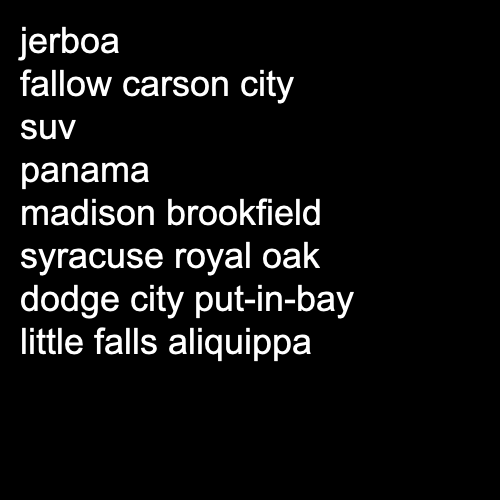 jerboa
fallow carson city
suv
panama
madison brookfield
syracuse royal oak
dodge city put-in-bay
little falls aliquippa